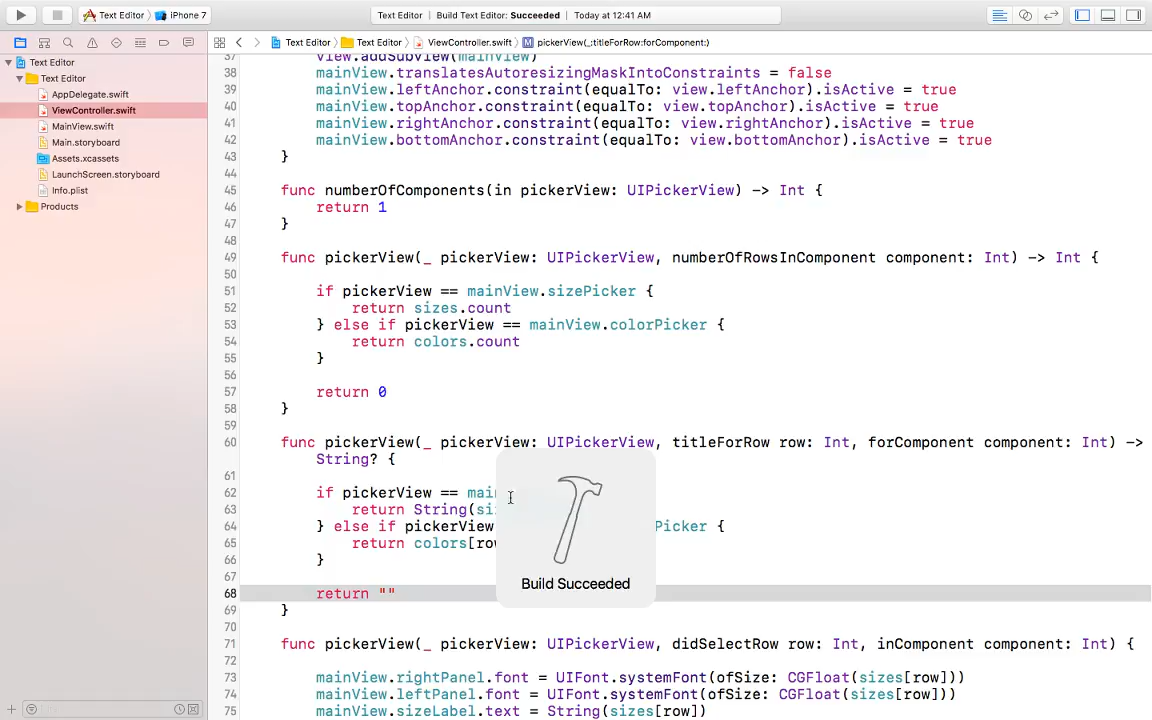 Text Editor
iPhone 7
Text Editor | Build Text Editor: Succeeded | Today at 12:41 AM
Text Editor
Text Editor
ViewController.swift
M
pickerView(_:titleForRow:forComponent:)
Text Editor
Text Editor
AppDelegate.swift
ViewController.swift
MainView.swift
Main.storyboard
Assets.xcassets
LaunchScreen.storyboard
Info.plist
Products
37 view.addSubview(mainView)
38 mainView.translatesAutoresizingMaskIntoConstraints = false
39 mainView.leftAnchor.constraint(equalTo: view.leftAnchor).isActive = true
40 mainView.topAnchor.constraint(equalTo: view.topAnchor).isActive = true
41 mainView.rightAnchor.constraint(equalTo: view.rightAnchor).isActive = true
42 mainView.bottomAnchor.constraint(equalTo: view.bottomAnchor).isActive = true
43 }
44
45 func numberOfComponents(in pickerView: UIPickerView) -> Int {
46 return 1
47 }
48
49 func pickerView(_ pickerView: UIPickerView, numberOfRowsInComponent component: Int) -> Int {
50
51 if pickerView == mainView.sizePicker {
52 return sizes.count
53 } else if pickerView == mainView.colorPicker {
54 return colors.count
55 }
56
57 return 0
58 }
59
60 func pickerView(_ pickerView: UIPickerView, titleForRow row: Int, forComponent component: Int) ->
String? {
61
62 if pickerView == main
63 return String(si
64 } else if pickerView Picker {
65 return colors[row
66 }
67
68 return ""
69 }
70
71 func pickerView(_ pickerView: UIPickerView, didSelectRow row: Int, inComponent component: Int) {
72
73 mainView.rightPanel.font = UIFont.systemFont(ofSize: CGFloat(sizes[row]))
74 mainView.leftPanel.font = UIFont.systemFont(ofSize: CGFloat(sizes[row]))
75 mainView.sizeLabel.text = String(sizes[row])
Build Succeeded